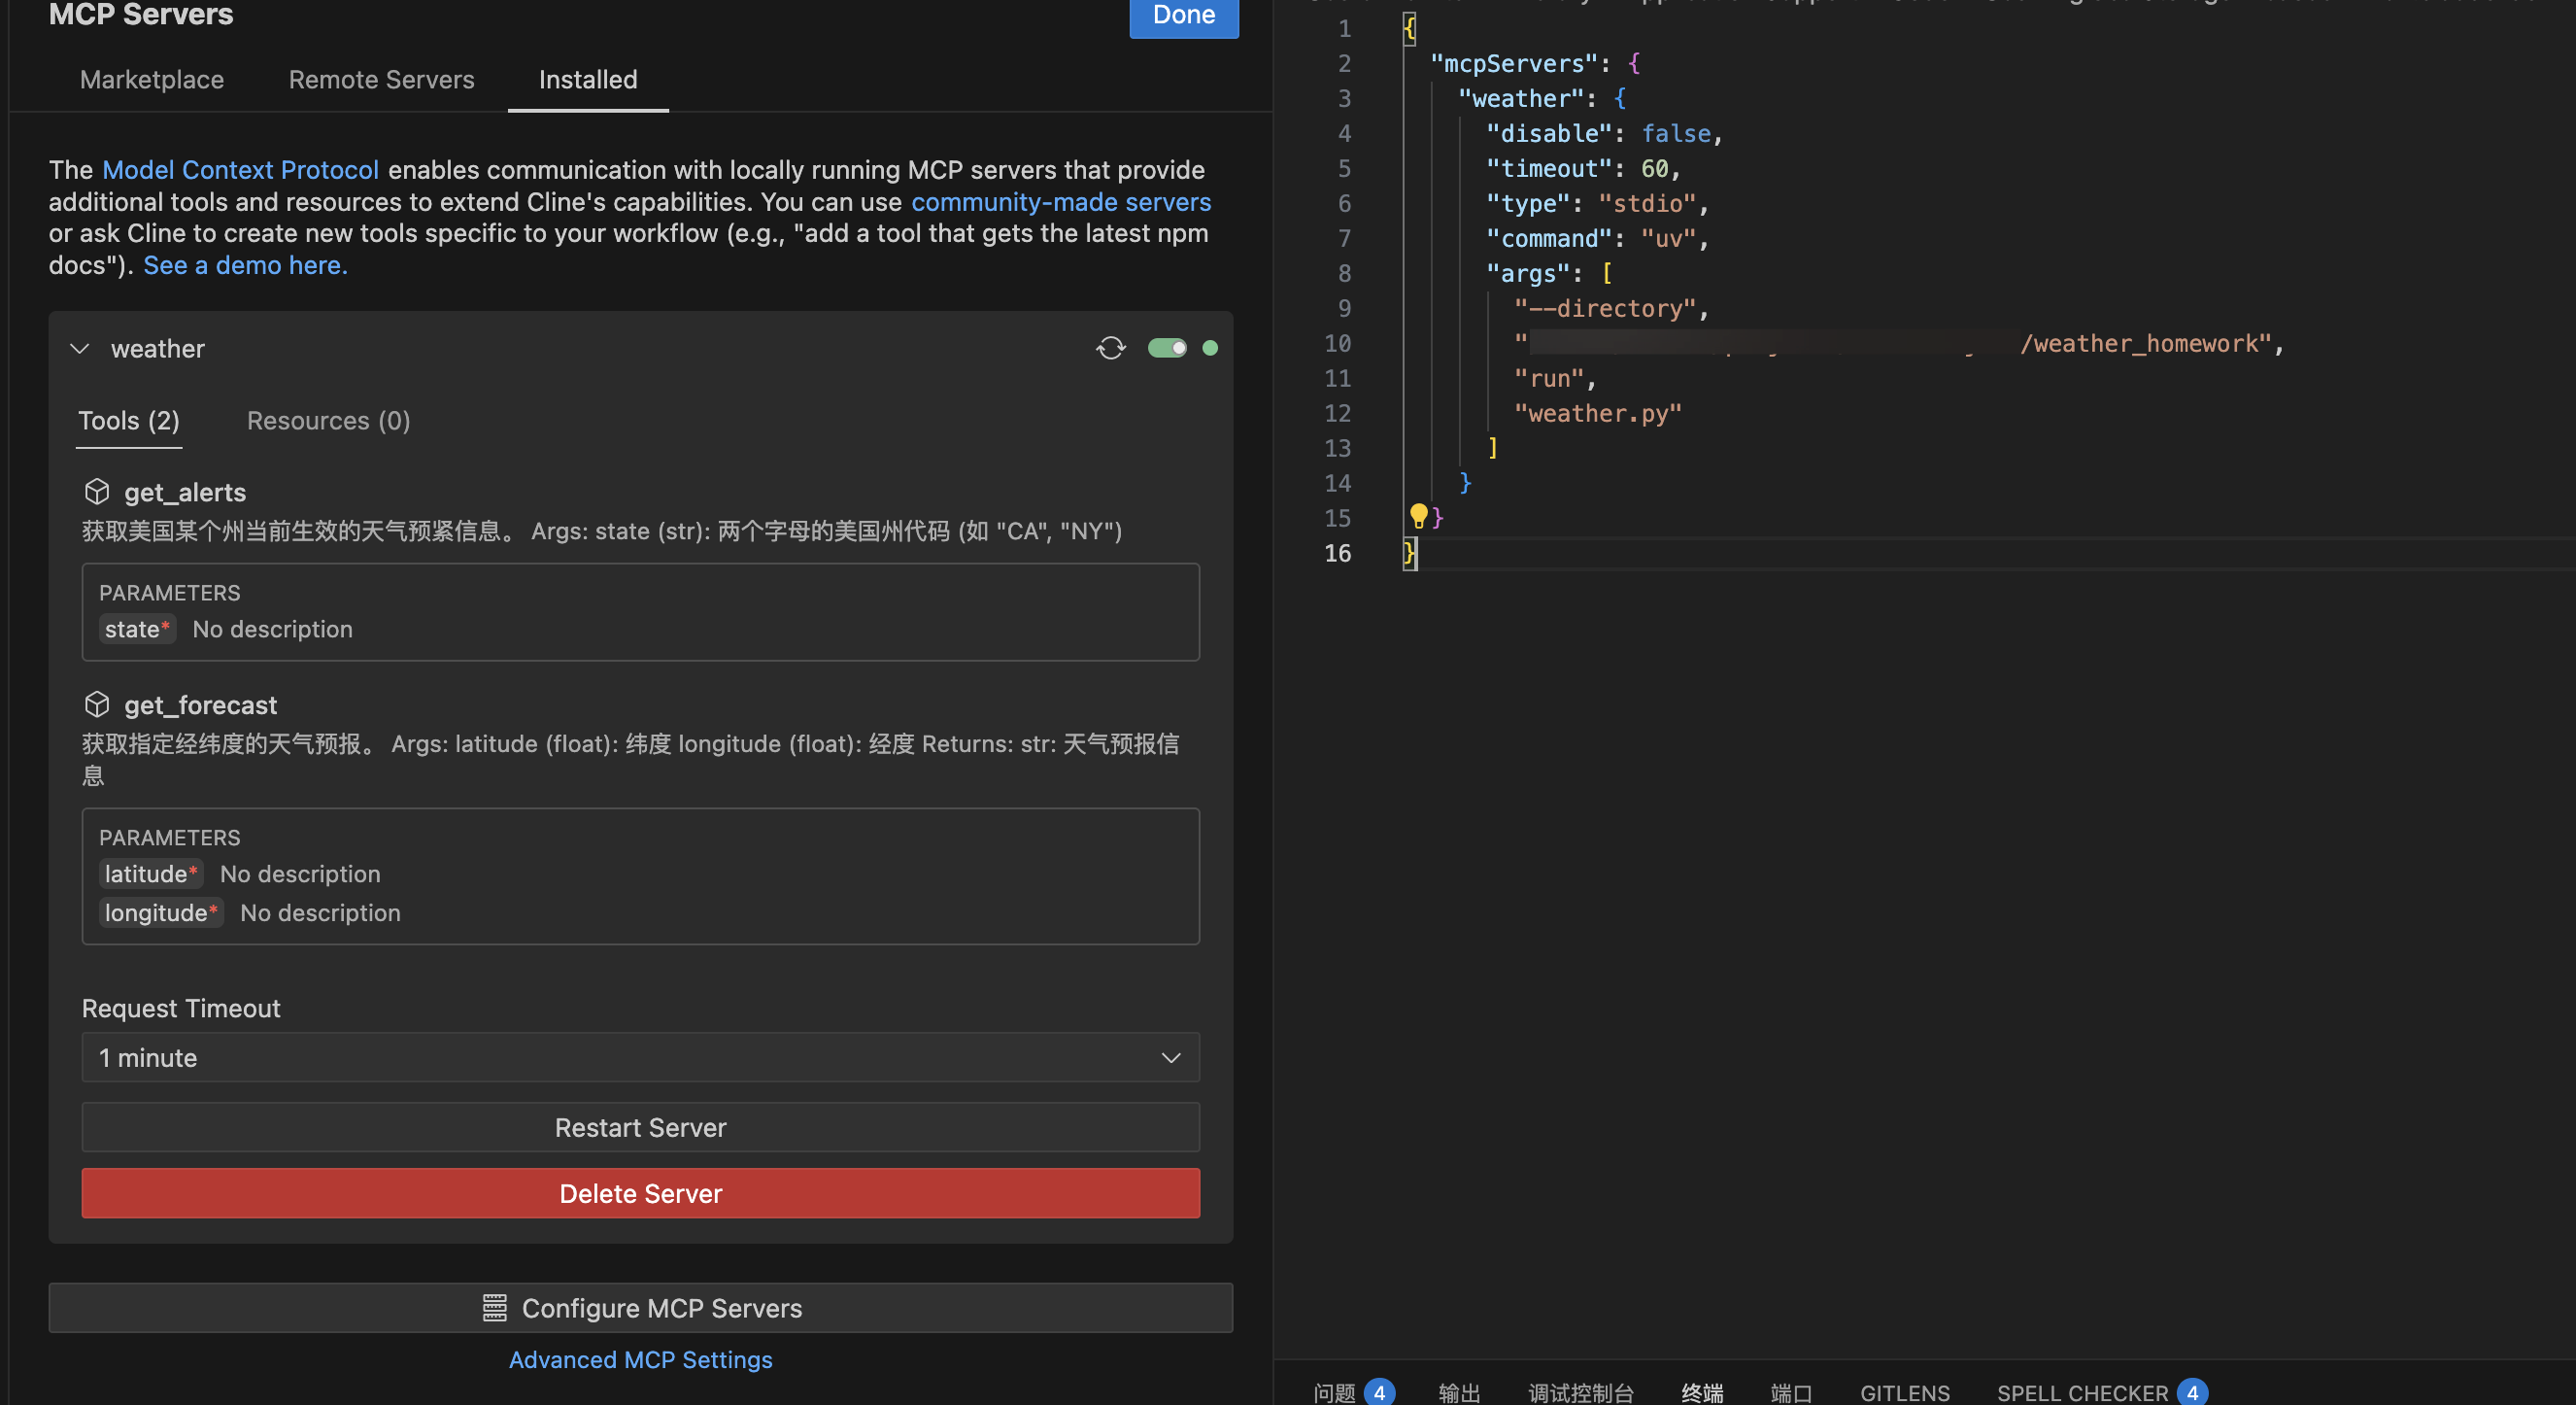 MCP Servers
Done
Marketplace
Remote Servers
Installed
The Model Context Protocol enables communication with locally running MCP servers that provide
additional tools and resources to extend Cline's capabilities. You can use community-made servers
or ask Cline to create new tools specific to your workflow (e.g., "add a tool that gets the latest npm
docs"). See a demo here.
weather
Tools (2)
Resources (0)
get_alerts
获取美国某个州当前生效的天气预紧信息。 Args: state (str): 两个字母的美国州代码 (如 "CA", "NY")
PARAMETERS
state* No description
get_forecast
获取指定经纬度的天气预报。 Args: latitude (float): 纬度 longitude (float): 经度 Returns: str: 天气预报信
息
PARAMETERS
latitude* No description
longitude* No description
Request Timeout
1 minute
Restart Server
Delete Server
Configure MCP Servers
Advanced MCP Settings
1 {
2 "mcpServers": {
3 "weather": {
4 "disable": false,
5 "timeout": 60,
6 "type": "stdio",
7 "command": "uv",
8 "args": [
9 "--directory",
10 " /weather_homework",
11 "run",
12 "weather.py"
13 ]
14 }
15 }
16 }
问题 4
输出
调试控制台
终端
端口
GITLENS
SPELL CHECKER 4